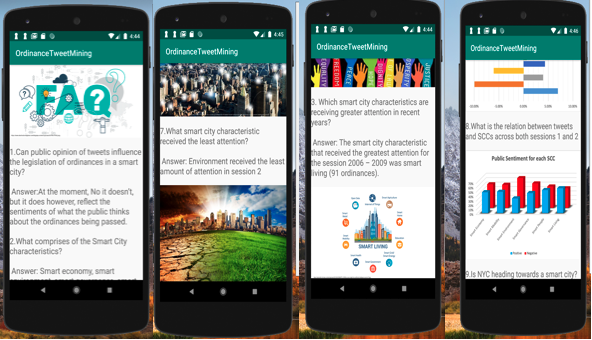 4:44
OrdinanceTweetMining
FAQ
1.Can public opinion of tweets influence
the legislation of ordinances in a smart
city?
Answer:At the moment, No it doesn't,
but it does however, reflect the
sentiments of what the public thinks
about the ordinances being passed.
2.What comprises of the Smart City
characteristics?
Answer: Smart economy, smart
4:45
OrdinanceTweetMining
7.What smart city characteristic
received the least attention?
Answer: Environment received the least
amount of attention in session 2
4:44
OrdinanceTweetMining
EQUALITY
FREEDOM
PEACE
DIGNITY
JUSTICE
3. Which smart city characteristics are
receiving greater attention in recent
years?
Answer: The smart city characteristic
that received the greatest attention for
the session 2006 – 2009 was smart
living (91 ordinances).
SMART LIVING
4:46
OrdinanceTweetMining
8.What is the relation between tweets
and SCCs across both sessions 1 and 2
Public Sentiment for each SCC
Positive
Negative
9.Is NYC heading towards a smart city?